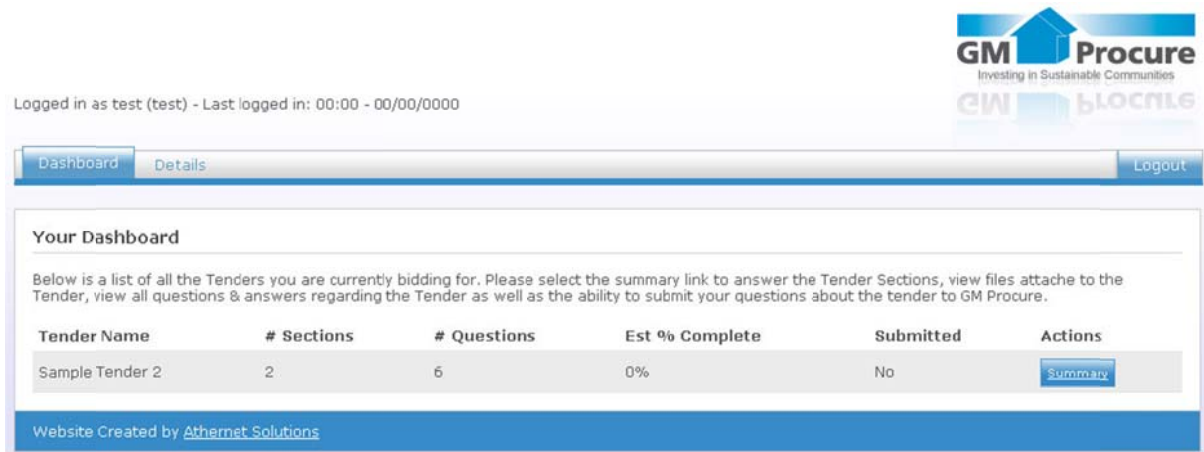 GM Procure
Investing in Sustainable Communities
Logged in as test (test) - Last logged in: 00:00 - 00/00/0000
Dashboard Details Logout
Your Dashboard
Below is a list of all the Tenders you are currently bidding for. Please select the summary link to answer the Tender Sections, view files attache to the
Tender, view all questions & answers regarding the Tender as well as the ability to submit your questions about the tender to GM Procure.
Tender Name # Sections # Questions Est % Complete Submitted Actions
Sample Tender 2 2 6 0% No Summary
Website Created by Athernet Solutions